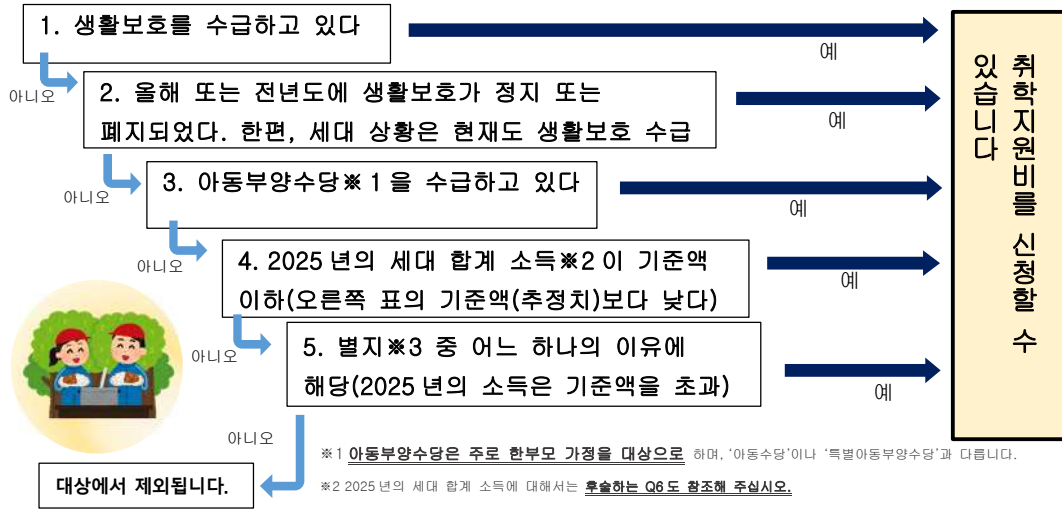 1. 생활보호를 수급하고 있다
예
아니오
2. 올해 또는 전년도에 생활보호가 정지 또는
폐지되었다. 한편, 세대 상황은 현재도 생활보호 수급
예
아니오
3. 아동부양수당※1을 수급하고 있다
예
아니오
4. 2025년의 세대 합계 소득※2이 기준액
이하(오른쪽 표의 기준액(추정치)보다 낮다)
예
아니오
5. 별지※3 중 어느 하나의 이유에
해당(2025년의 소득은 기준액을 초과)
예
아니오
대상에서 제외됩니다.
취학지원비를 신청할 수
있습니다
※1 아동부양수당은 주로 한부모 가정을 대상으로 하며, ‘아동수당’이나 ‘특별아동부양수당’과 다릅니다.
※2 2025년의 세대 합계 소득에 대해서는 후술하는 Q6도 참조해 주십시오.